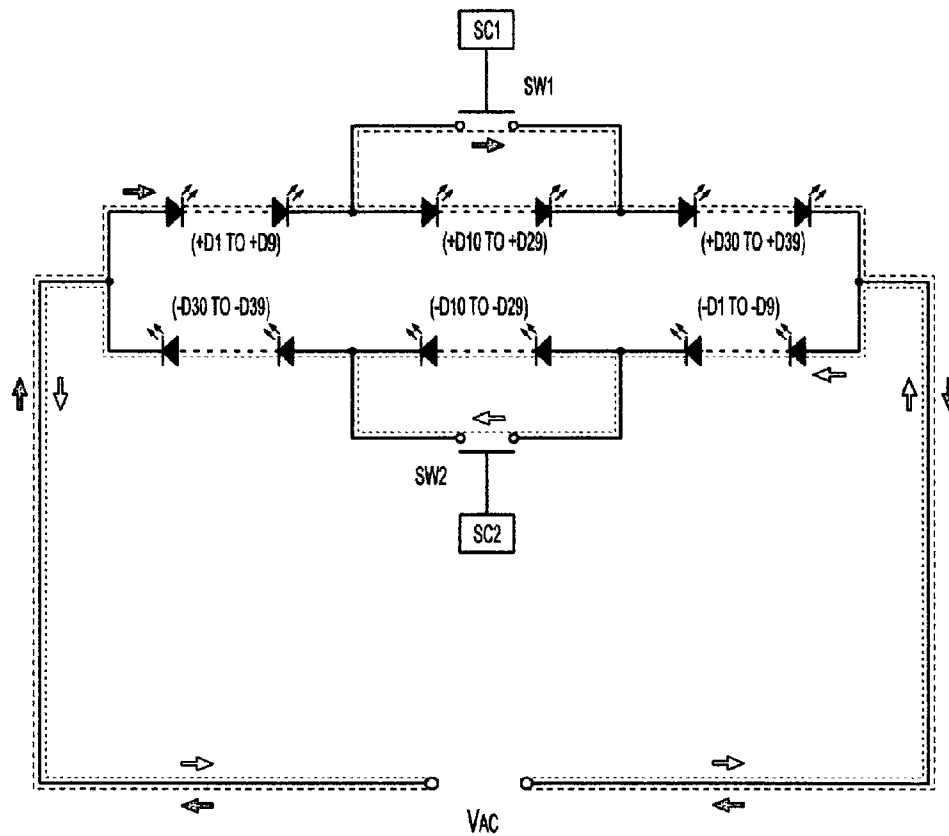 SC1
SW1
(+D1 TO +D9)
(+D10 TO +D29)
(+D30 TO +D39)
(-D30 TO -D39)
(-D10 TO -D29)
(-D1 TO -D9)
SW2
SC2
VAC